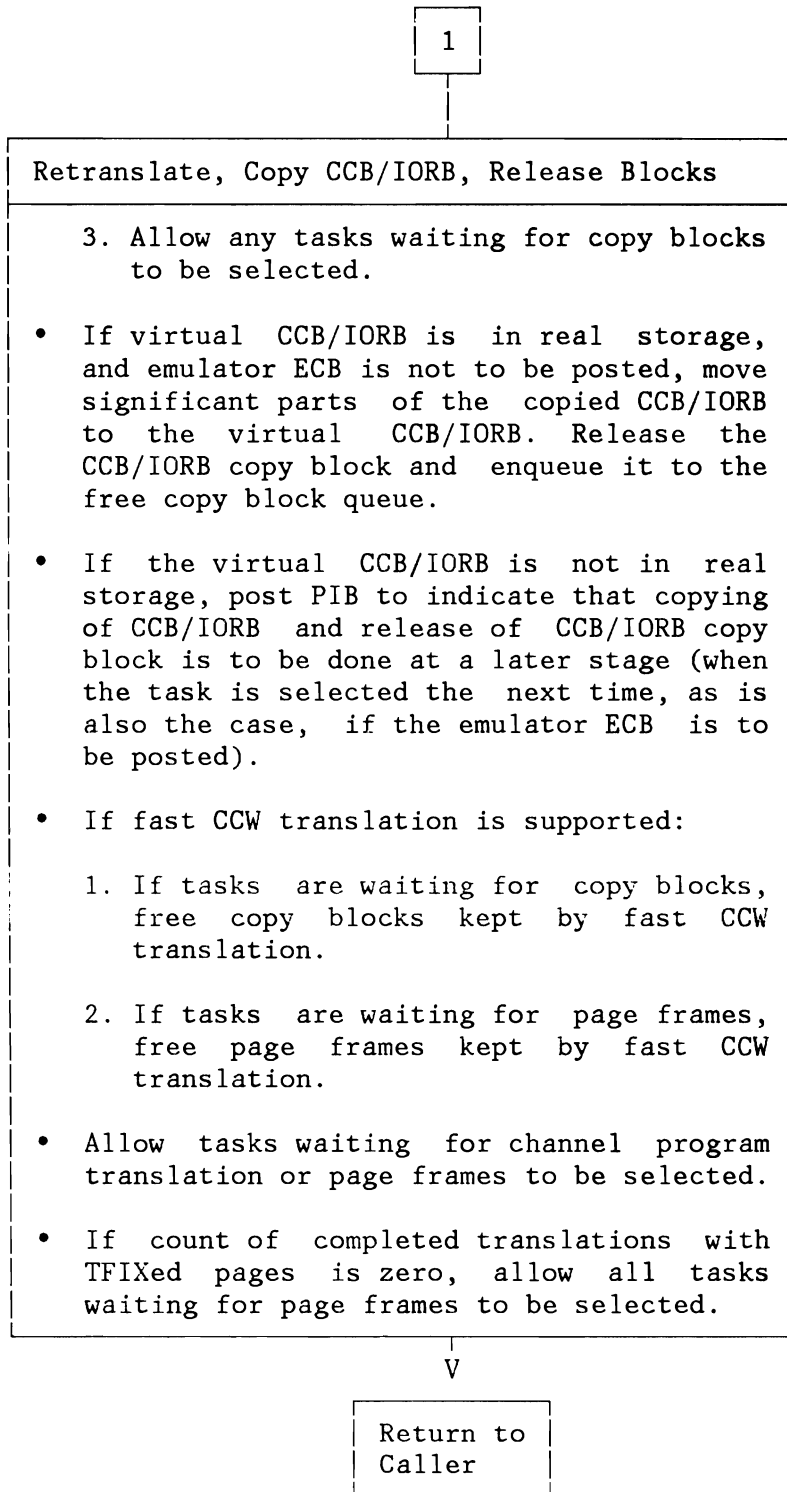 1
Retranslate, Copy CCB/IORB, Release Blocks
3. Allow any tasks waiting for copy blocks
to be selected.
• If virtual CCB/IORB is in real storage,
and emulator ECB is not to be posted, move
significant parts of the copied CCB/IORB
to the virtual CCB/IORB. Release the
CCB/IORB copy block and enqueue it to the
free copy block queue.
• If the virtual CCB/IORB is not in real
storage, post PIB to indicate that copying
of CCB/IORB and release of CCB/IORB copy
block is to be done at a later stage (when
the task is selected the next time, as is
also the case, if the emulator ECB is to
be posted).
• If fast CCW translation is supported:
1. If tasks are waiting for copy blocks,
free copy blocks kept by fast CCW
translation.
2. If tasks are waiting for page frames,
free page frames kept by fast CCW
translation.
• Allow tasks waiting for channel program
translation or page frames to be selected.
• If count of completed translations with
TFIXed pages is zero, allow all tasks
waiting for page frames to be selected.
V
Return to
Caller